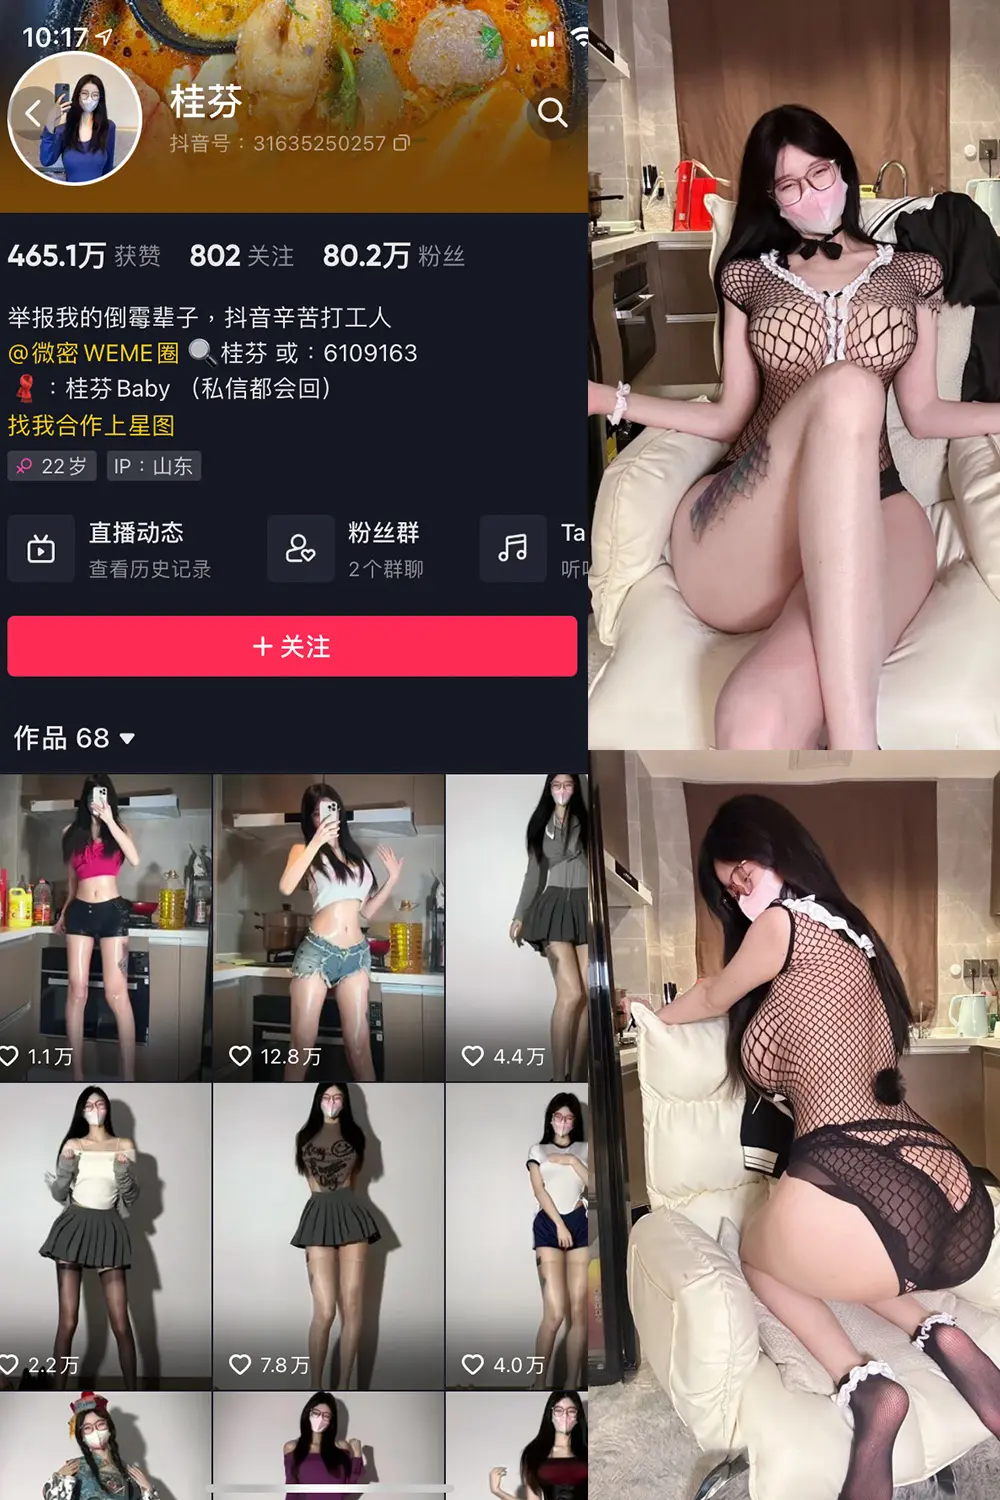 10:17
桂芬
抖音号：31635250257
465.1万 获赞 802 关注 80.2万 粉丝
举报我的倒霉辈子，抖音辛苦打工人
@微密 WEME 圈 🔍 桂芬 或：6109163
🧣：桂芬Baby （私信都会回）
找我合作上星图
22岁 IP：山东
直播动态
查看历史记录
粉丝群
2个群聊
Ta
听
+ 关注
作品 68
1.1万
12.8万
4.4万
2.2万
7.8万
4.0万